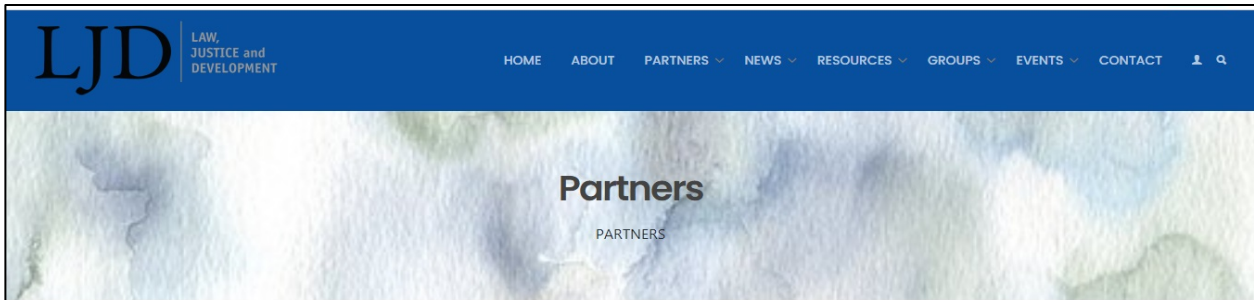 LJD
LAW,
JUSTICE and
DEVELOPMENT
HOME ABOUT PARTNERS NEWS RESOURCES GROUPS EVENTS CONTACT
Partners
PARTNERS